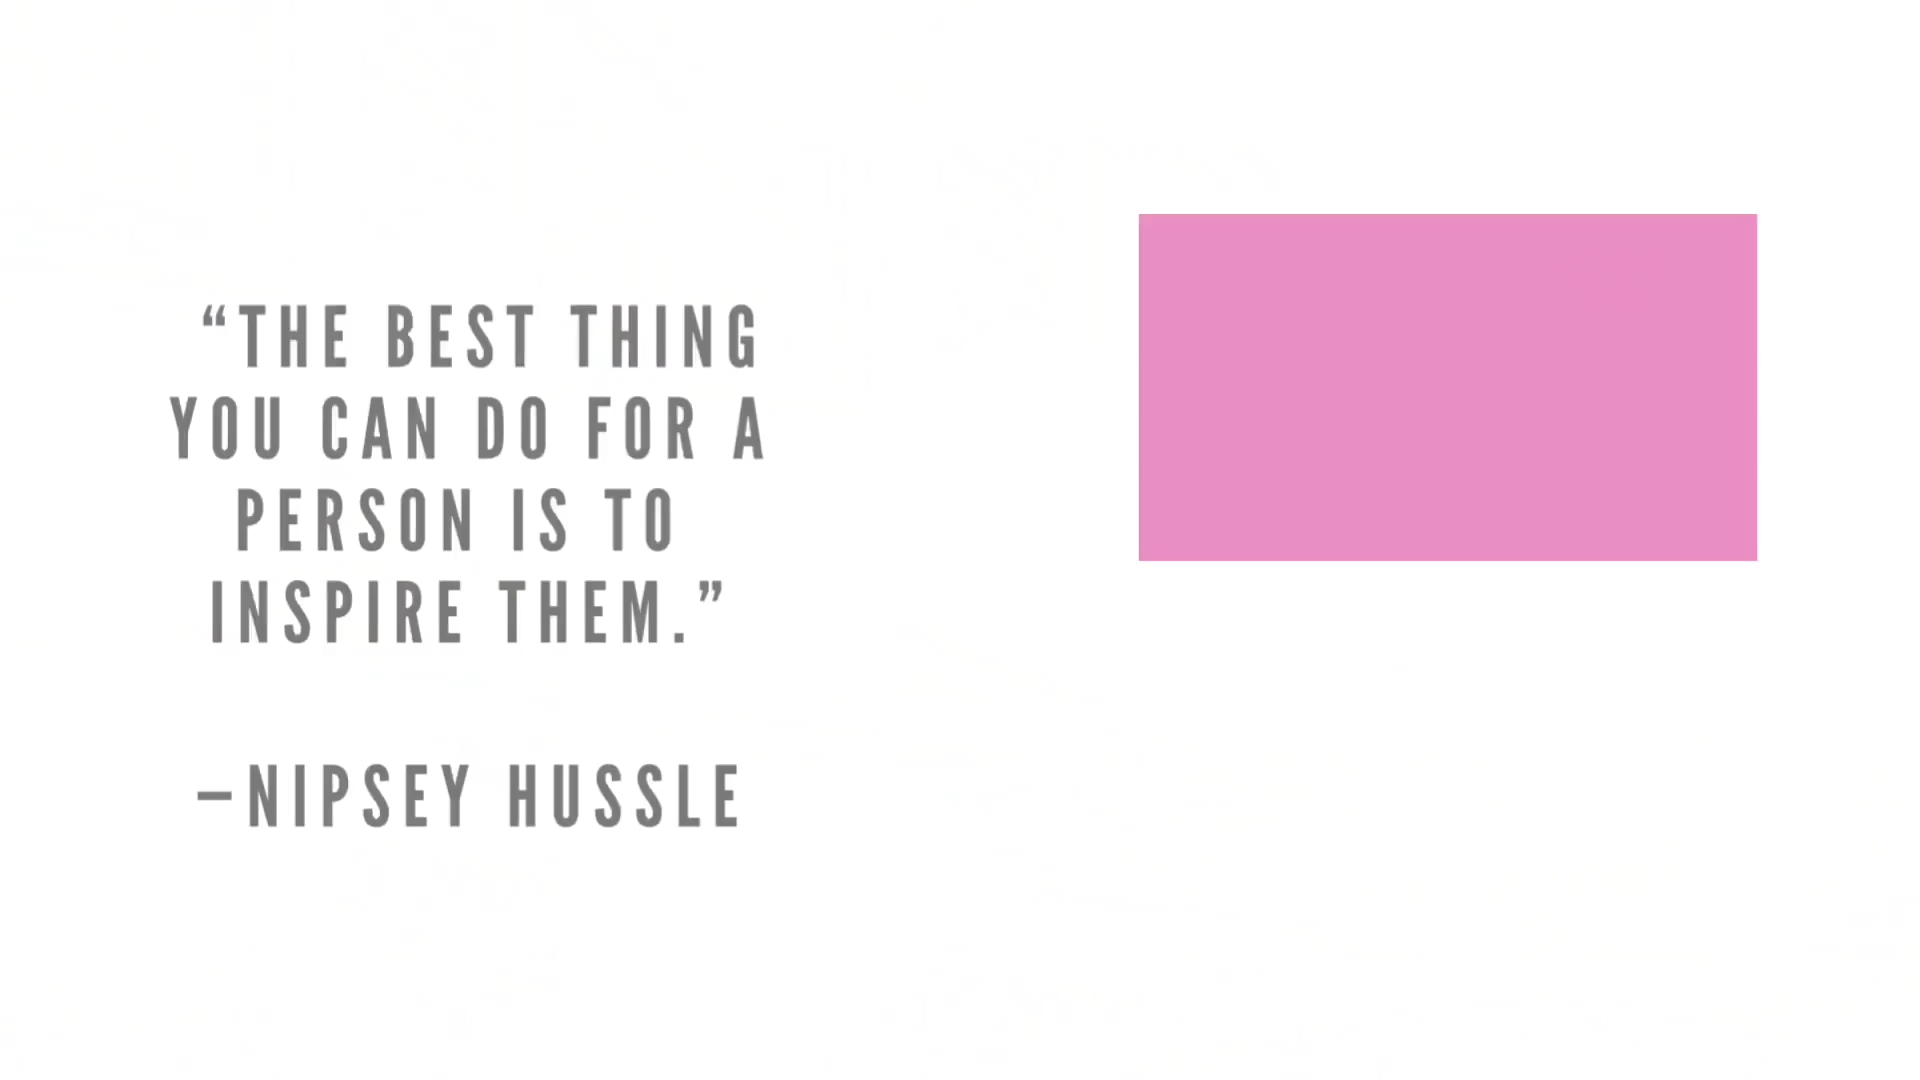 “THE BEST THING
YOU CAN DO FOR A
PERSON IS TO
INSPIRE THEM.”
–NIPSEY HUSSLE